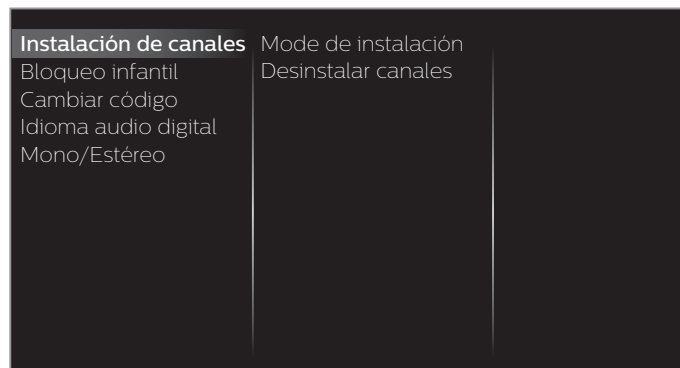 Instalación de canales
Bloqueo infantil
Cambiar código
Idioma audio digital
Mono/Estéreo
Mode de instalación
Desinstalar canales